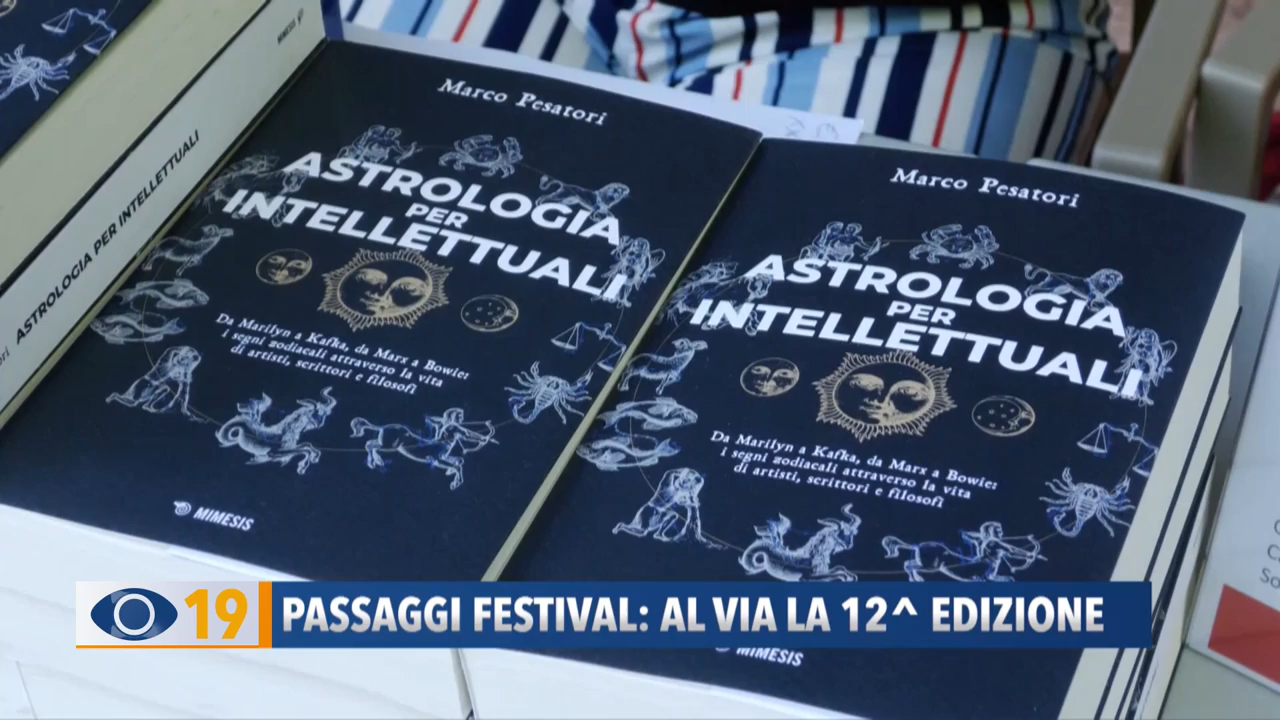 MIMESIS
ASTROLOGIA PER INTELLETTUALI
Marco Pesatori
ASTROLOGIA
PER
INTELLETTUALI
Da Marilyn a Kafka, da Marx a Bowie:
i segni zodiacali attraverso la vita
di artisti, scrittori e filosofi
MIMESIS
Marco Pesatori
ASTROLOGIA
PER
INTELLETTUALI
Da Marilyn a Kafka, da Marx a Bowie:
i segni zodiacali attraverso la vita
di artisti, scrittori e filosofi
MIMESIS
19 PASSAGGI FESTIVAL: AL VIA LA 12^ EDIZIONE